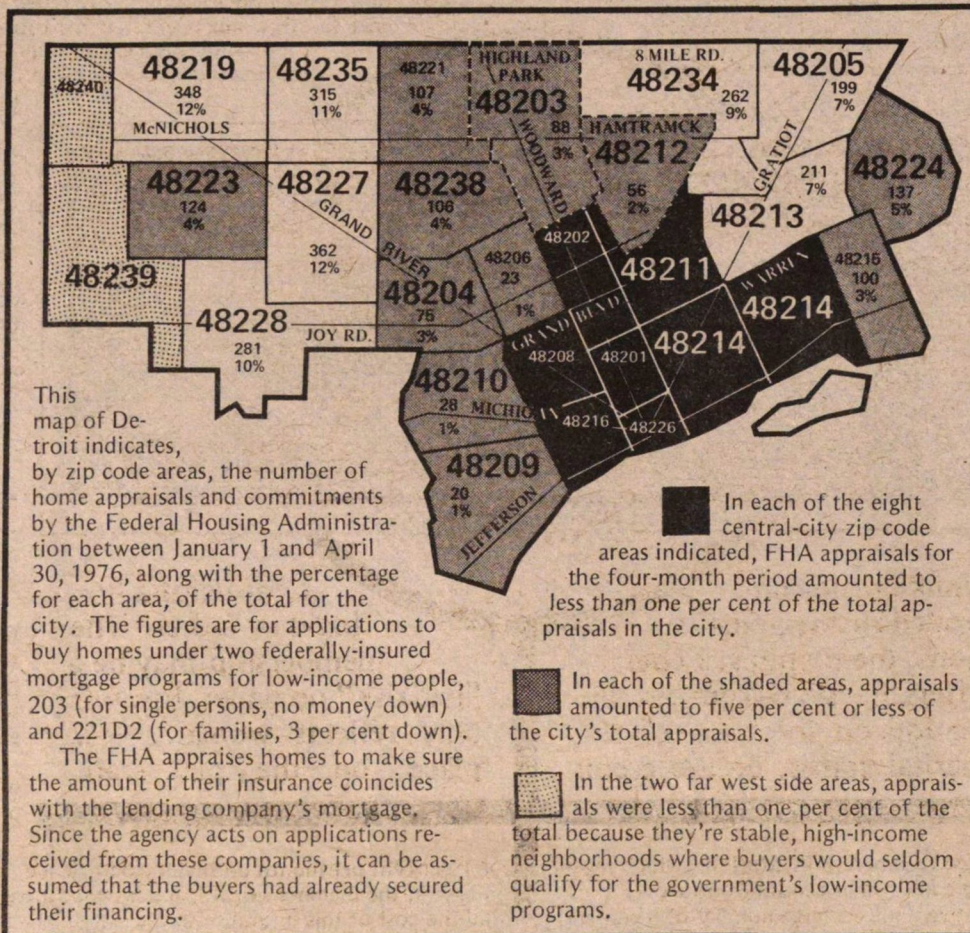 48240
48219
348
12%
McNICHOLS
48235
315
11%
48221
107
4%
HIGHLAND
PARK
48203
88
3%
WOODWARD
8 MILE RD.
48234
262
9%
48205
199
7%
HAMTRAMCK
48212
56
2%
GRATIOT
211
7%
48213
48224
137
5%
48223
124
4%
48227
362
12%
GRAND RIVER
48238
106
4%
48239
48228
281
10%
JOY RD.
48204
75
3%
48206
23
1%
48202
48211
GRAND BLVD
WARREN
48208
48201
48214
48214
48215
100
3%
48210
28
1%
MICHIGAN
48216
48226
48209
20
1%
JEFFERSON
This
map of De-
troit indicates,
by zip code areas, the number of
home appraisals and commitments
by the Federal Housing Administra-
tion between January 1 and April
30, 1976, along with the percentage
for each area, of the total for the
city. The figures are for applications to
buy homes under two federally-insured
mortgage programs for low-income people,
203 (for single persons, no money down)
and 221D2 (for families, 3 per cent down).
The FHA appraises homes to make sure
the amount of their insurance coincides
with the lending company's mortgage.
Since the agency acts on applications re-
ceived from these companies, it can be as-
sumed that the buyers had already secured
their financing.
In each of the eight
central-city zip code
areas indicated, FHA appraisals for
the four-month period amounted to
less than one per cent of the total ap-
praisals in the city.
In each of the shaded areas, appraisals
amounted to five per cent or less of
the city's total appraisals.
In the two far west side areas, apprais-
als were less than one per cent of the
total because they're stable, high-income
neighborhoods where buyers would seldom
qualify for the government's low-income
programs.